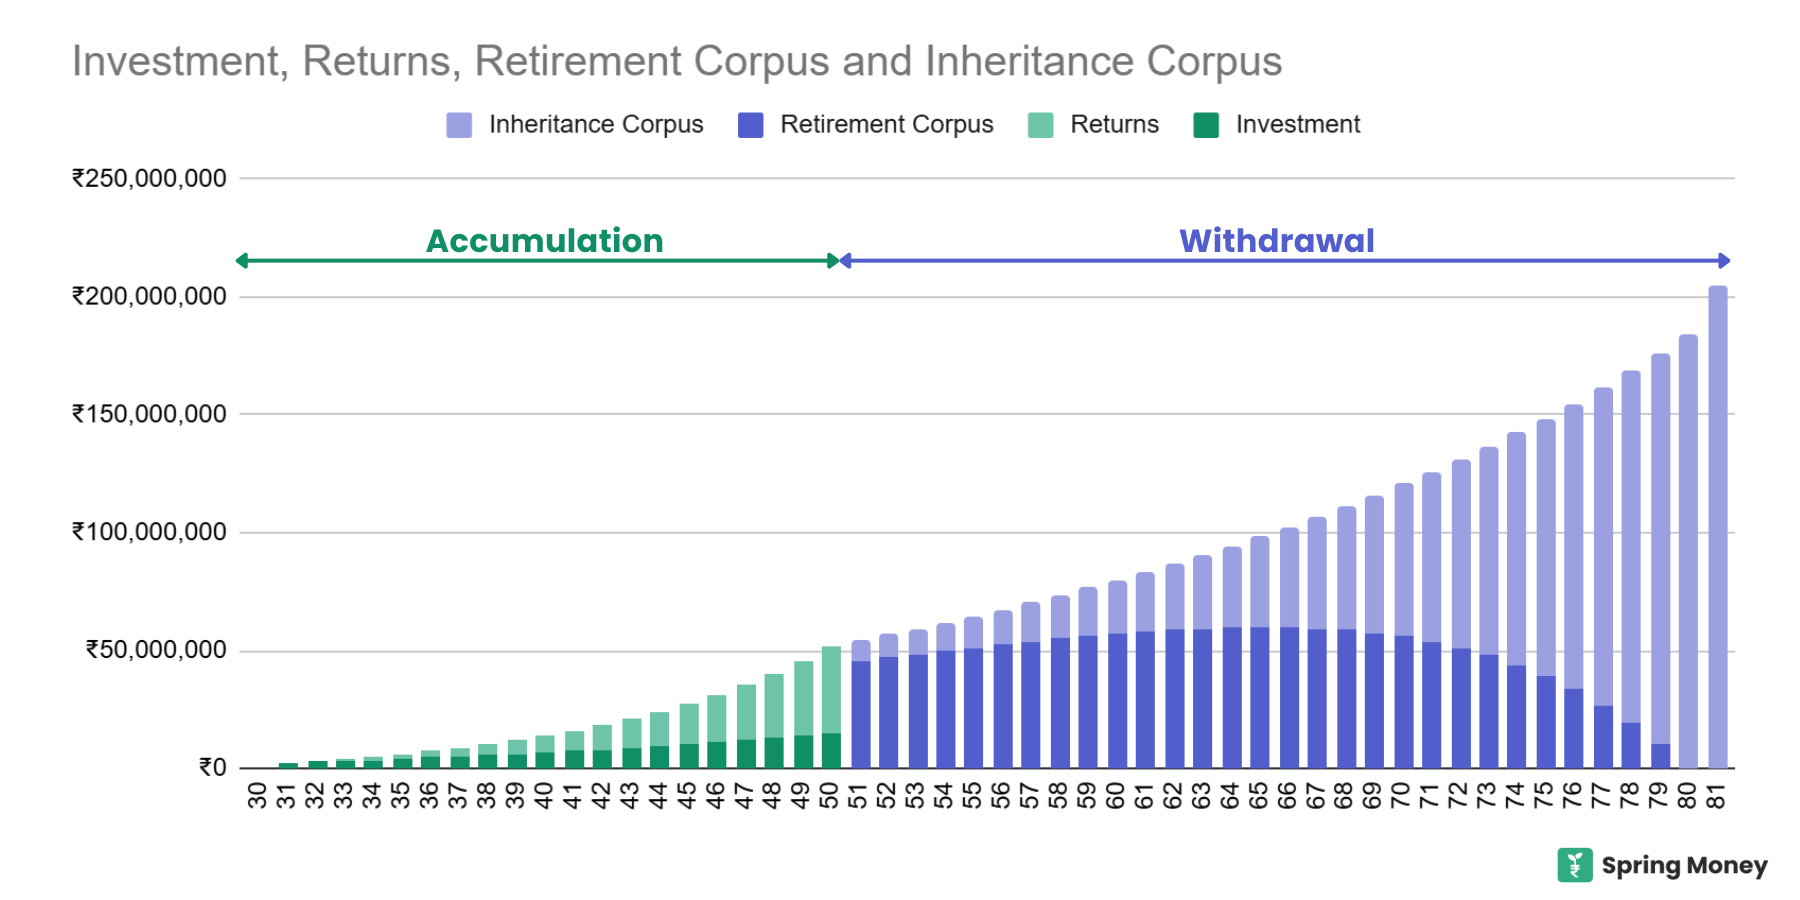 Investment, Returns, Retirement Corpus and Inheritance Corpus
Inheritance Corpus Retirement Corpus Returns Investment
₹250,000,000
Accumulation Withdrawal
₹200,000,000
₹150,000,000
₹100,000,000
₹50,000,000
₹0
30 31 32 33 34 35 36 37 38 39 40 41 42 43 44 45 46 47 48 49 50 51 52 53 54 55 56 57 58 59 60 61 62 63 64 65 66 67 68 69 70 71 72 73 74 75 76 77 78 79 80 81
Spring Money